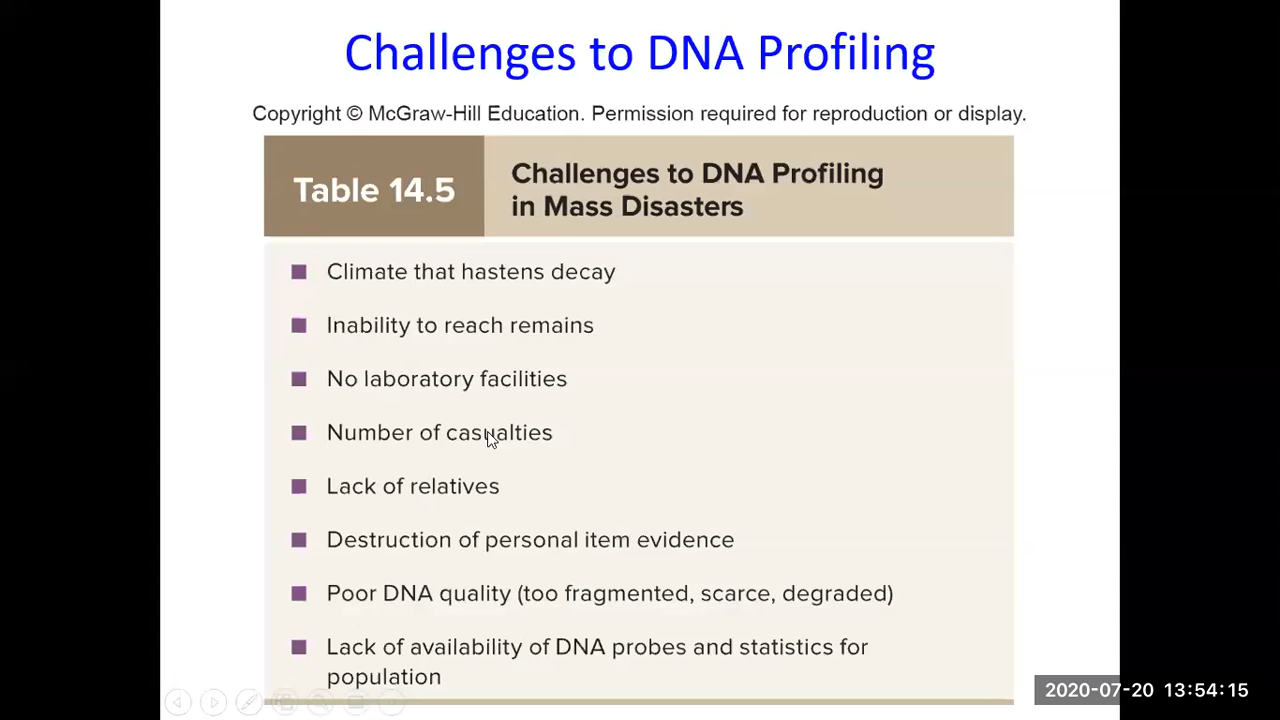 Challenges to DNA Profiling
Copyright © McGraw-Hill Education. Permission required for reproduction or display.
Table 14.5
Challenges to DNA Profiling
in Mass Disasters
Climate that hastens decay
Inability to reach remains
No laboratory facilities
Number of casualties
Lack of relatives
Destruction of personal item evidence
Poor DNA quality (too fragmented, scarce, degraded)
Lack of availability of DNA probes and statistics for
population
2020-07-20 13:54:15